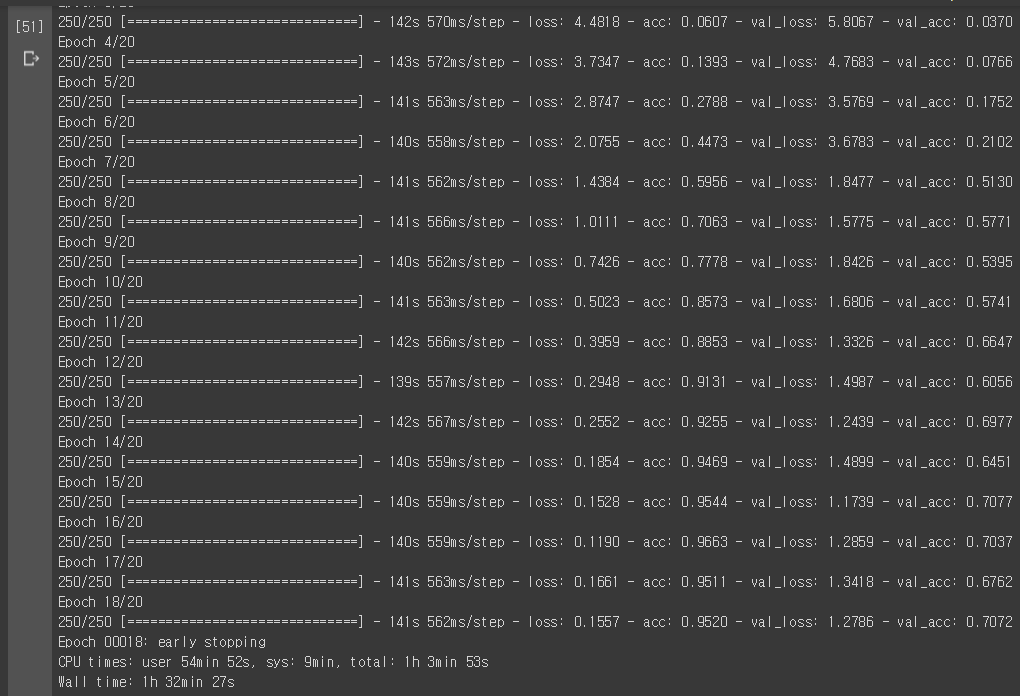 [51]
250/250 [==============================] - 142s 570ms/step - loss: 4.4818 - acc: 0.0607 - val_loss: 5.8067 - val_acc: 0.0370
Epoch 4/20
250/250 [==============================] - 143s 572ms/step - loss: 3.7347 - acc: 0.1393 - val_loss: 4.7683 - val_acc: 0.0766
Epoch 5/20
250/250 [==============================] - 141s 563ms/step - loss: 2.8747 - acc: 0.2788 - val_loss: 3.5769 - val_acc: 0.1752
Epoch 6/20
250/250 [==============================] - 140s 558ms/step - loss: 2.0755 - acc: 0.4473 - val_loss: 3.6783 - val_acc: 0.2102
Epoch 7/20
250/250 [==============================] - 141s 562ms/step - loss: 1.4384 - acc: 0.5956 - val_loss: 1.8477 - val_acc: 0.5130
Epoch 8/20
250/250 [==============================] - 141s 566ms/step - loss: 1.0111 - acc: 0.7063 - val_loss: 1.5775 - val_acc: 0.5771
Epoch 9/20
250/250 [==============================] - 140s 562ms/step - loss: 0.7426 - acc: 0.7778 - val_loss: 1.8426 - val_acc: 0.5395
Epoch 10/20
250/250 [==============================] - 141s 563ms/step - loss: 0.5023 - acc: 0.8573 - val_loss: 1.6806 - val_acc: 0.5741
Epoch 11/20
250/250 [==============================] - 142s 566ms/step - loss: 0.3959 - acc: 0.8853 - val_loss: 1.3326 - val_acc: 0.6647
Epoch 12/20
250/250 [==============================] - 139s 557ms/step - loss: 0.2948 - acc: 0.9131 - val_loss: 1.4987 - val_acc: 0.6056
Epoch 13/20
250/250 [==============================] - 142s 567ms/step - loss: 0.2552 - acc: 0.9255 - val_loss: 1.2439 - val_acc: 0.6977
Epoch 14/20
250/250 [==============================] - 140s 559ms/step - loss: 0.1854 - acc: 0.9469 - val_loss: 1.4899 - val_acc: 0.6451
Epoch 15/20
250/250 [==============================] - 140s 559ms/step - loss: 0.1528 - acc: 0.9544 - val_loss: 1.1739 - val_acc: 0.7077
Epoch 16/20
250/250 [==============================] - 140s 559ms/step - loss: 0.1190 - acc: 0.9663 - val_loss: 1.2859 - val_acc: 0.7037
Epoch 17/20
250/250 [==============================] - 141s 563ms/step - loss: 0.1661 - acc: 0.9511 - val_loss: 1.3418 - val_acc: 0.6762
Epoch 18/20
250/250 [==============================] - 141s 562ms/step - loss: 0.1557 - acc: 0.9520 - val_loss: 1.2786 - val_acc: 0.7072
Epoch 00018: early stopping
CPU times: user 54min 52s, sys: 9min, total: 1h 3min 53s
Wall time: 1h 32min 27s